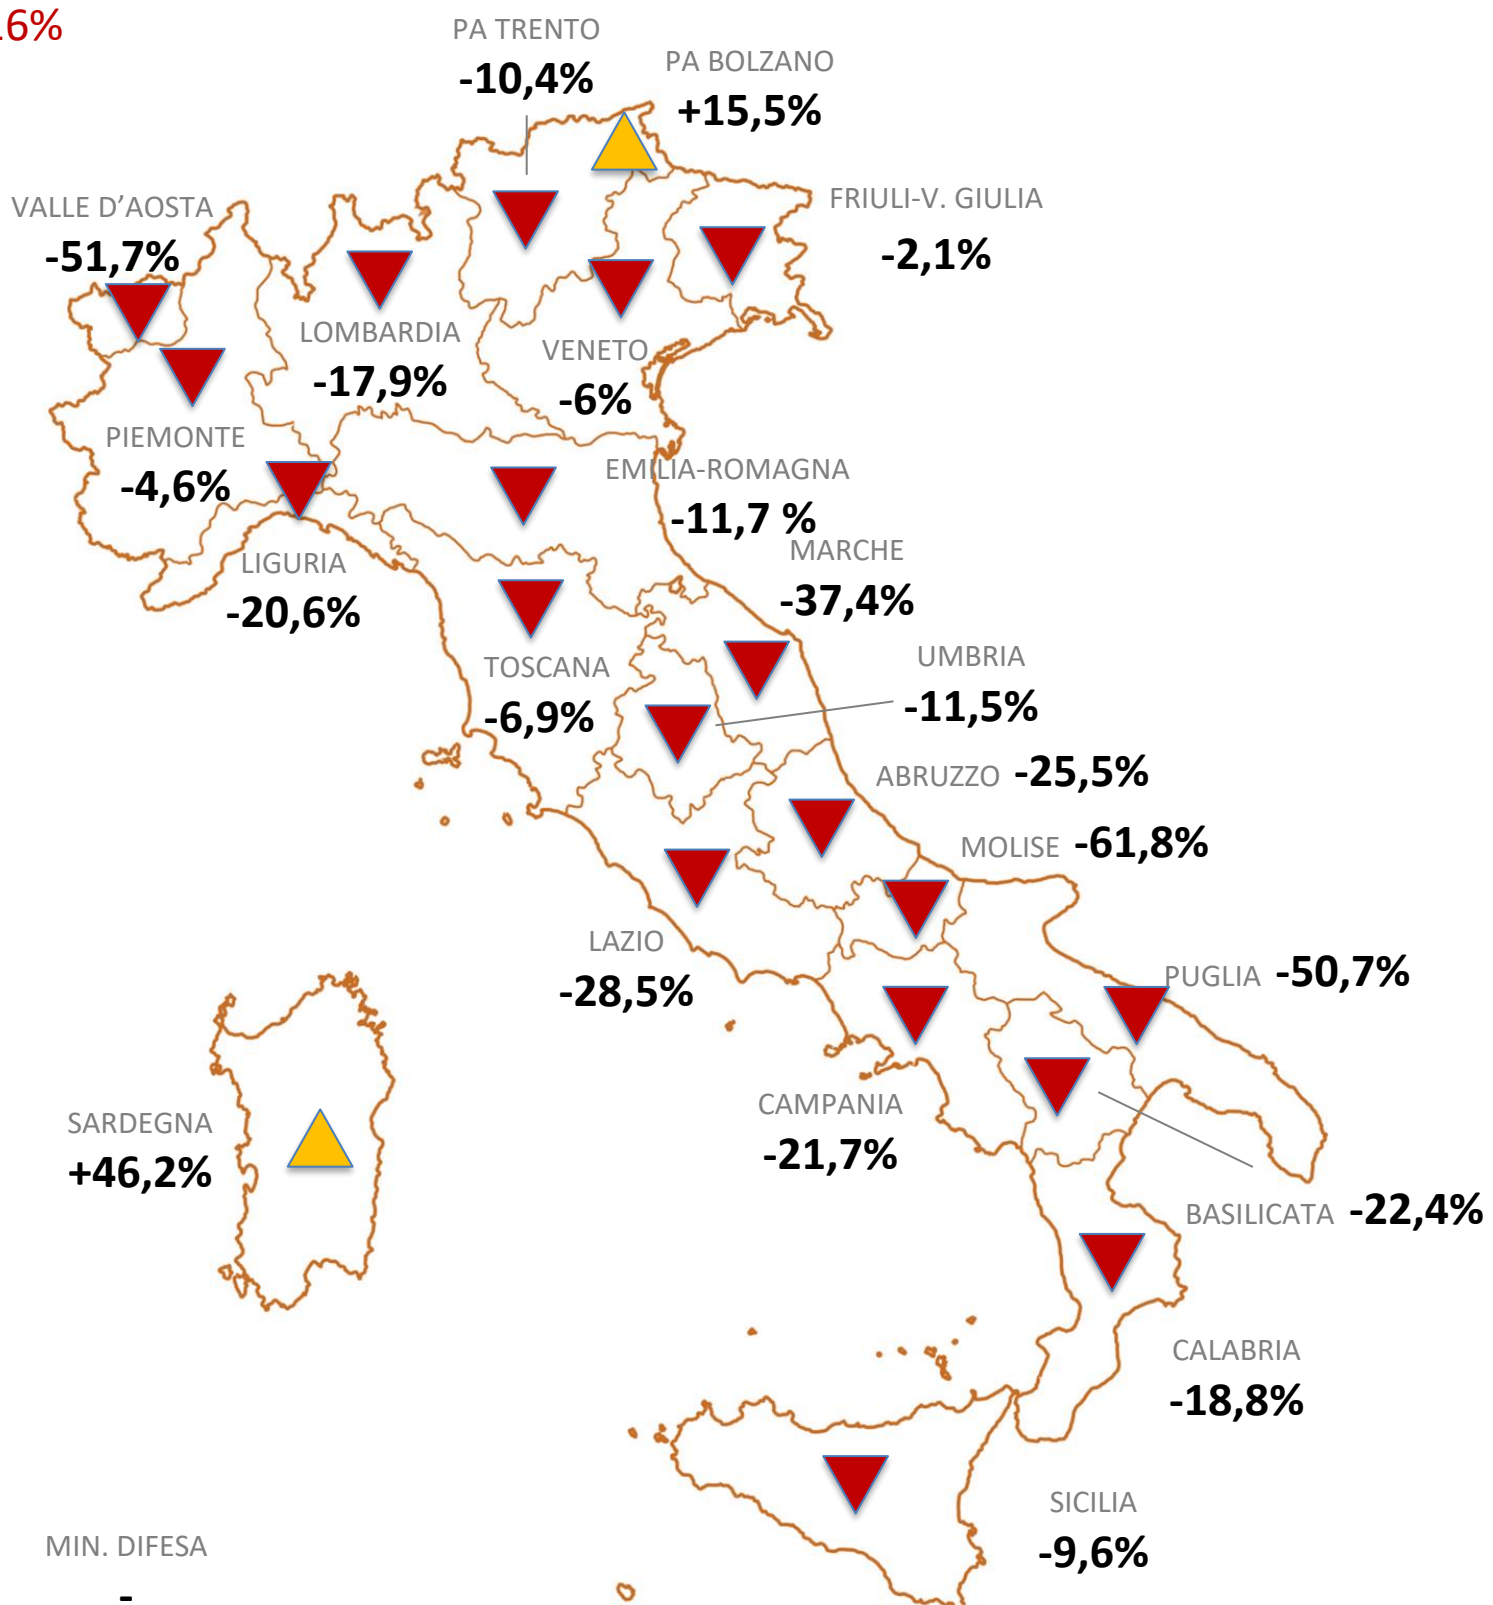 6%
PA TRENTO
-10,4%
PA BOLZANO
+15,5%
VALLE D’AOSTA
-51,7%
FRIULI-V. GIULIA
-2,1%
LOMBARDIA
-17,9%
VENETO
-6%
PIEMONTE
-4,6%
EMILIA-ROMAGNA
-11,7 %
LIGURIA
-20,6%
MARCHE
-37,4%
TOSCANA
-6,9%
UMBRIA
-11,5%
ABRUZZO -25,5%
MOLISE -61,8%
LAZIO
-28,5%
PUGLIA -50,7%
CAMPANIA
-21,7%
SARDEGNA
+46,2%
BASILICATA -22,4%
CALABRIA
-18,8%
SICILIA
-9,6%
MIN. DIFESA
-